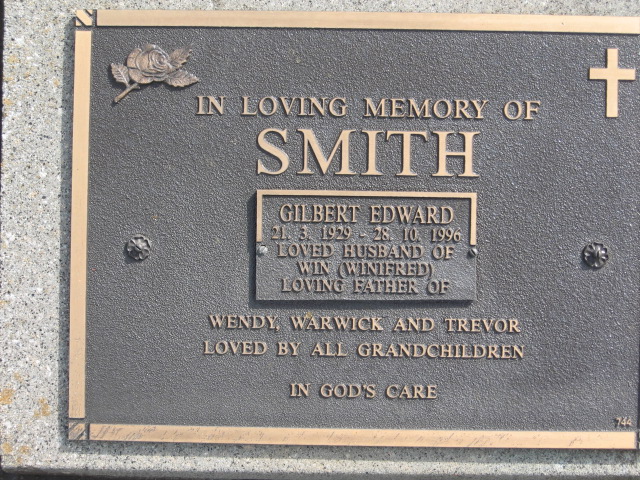 IN LOVING MEMORY OF
SMITH
GILBERT EDWARD
21. 3. 1929 - 28. 10. 1996
LOVED HUSBAND OF
WIN (WINIFRED)
LOVING FATHER OF
WENDY, WARWICK AND TREVOR
LOVED BY ALL GRANDCHILDREN
IN GOD'S CARE
744